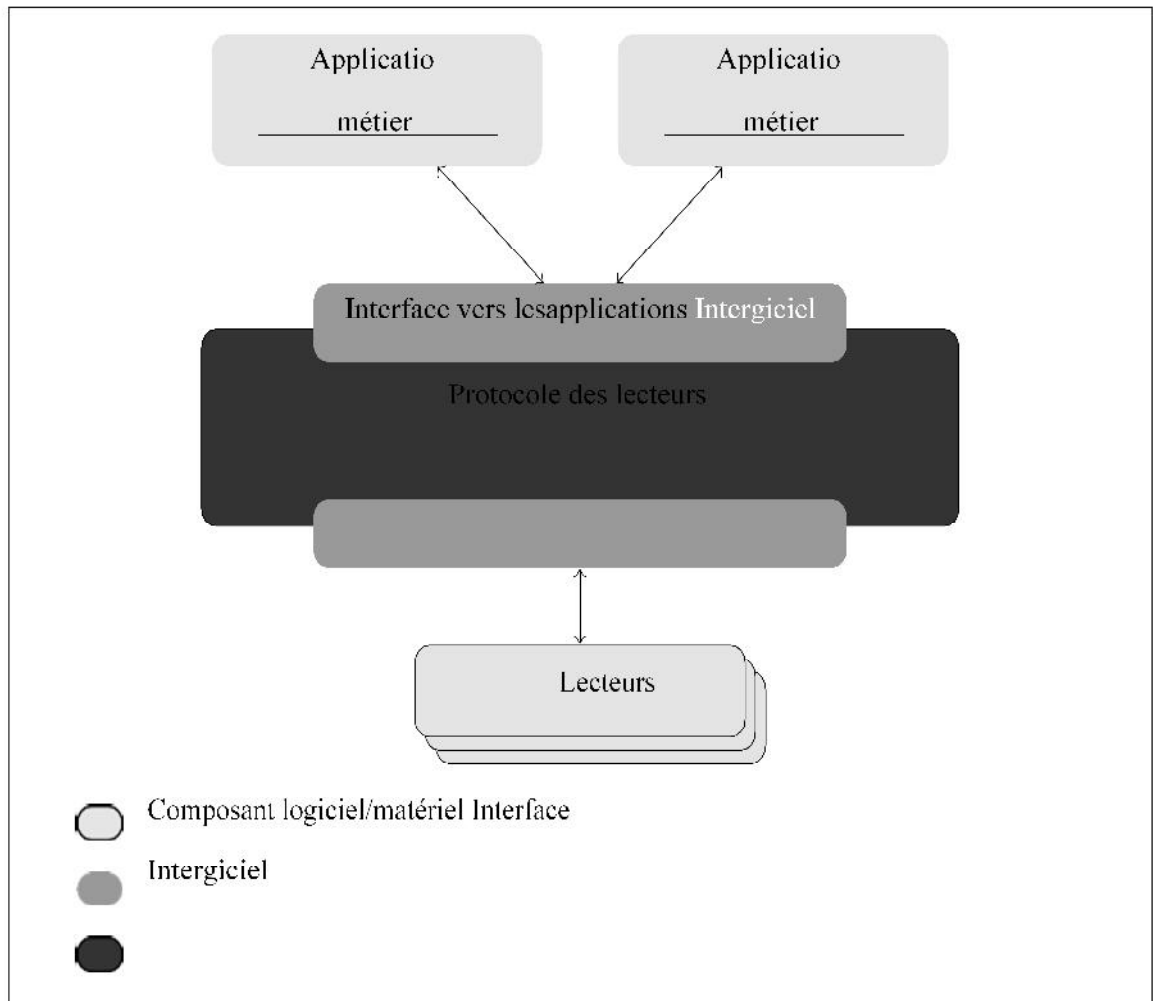 Applicatio
métier
Applicatio
métier
Interface vers lesapplications Intergiciel
Protocole des lecteurs
Lecteurs
Composant logiciel/matériel Interface
Intergiciel